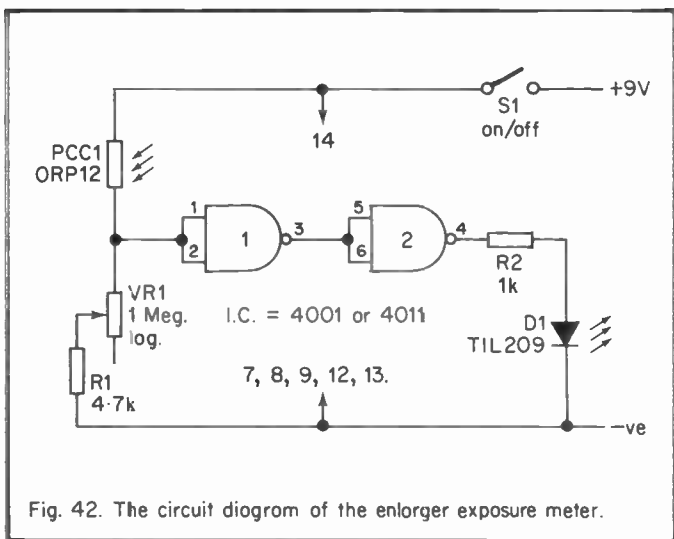 +9V
S1
on/off
14
PCC1
ORP12
1
2
1
3
5
6
2
4
R2
1k
VR1
1 Meg.
log.
I.C. = 4001 or 4011
D1
TIL209
R1
4·7k
7, 8, 9, 12, 13.
-ve
Fig. 42. The circuit diogrom of the enlorger exposure meter.